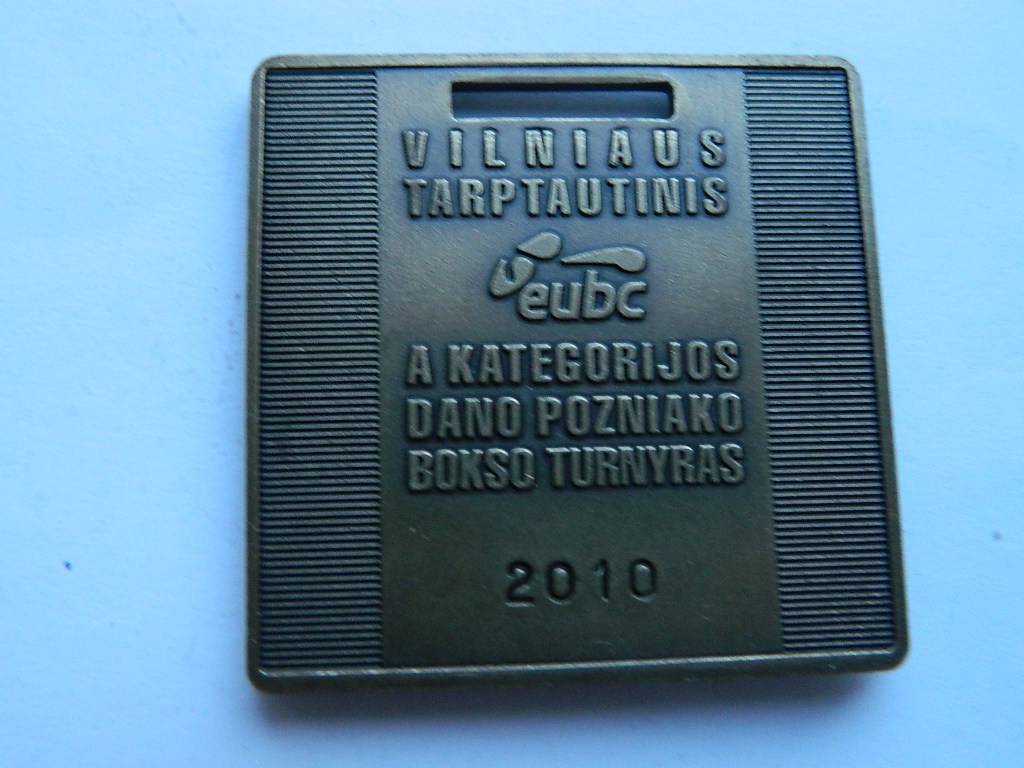 VILNIAUS
TARPTAUTINIS
eubc
A KATEGORIJOS
DANO POZNIAKO
BOKSO TURNYRAS
2010